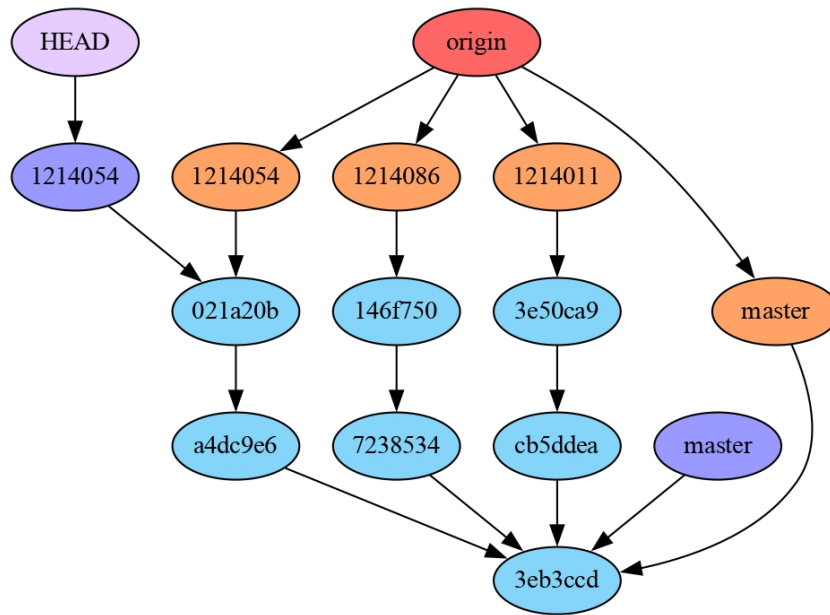 HEAD
origin
1214054
1214054
1214086
1214011
021a20b
146f750
3e50ca9
master
a4dc9e6
7238534
cb5ddea
master
3eb3ccd